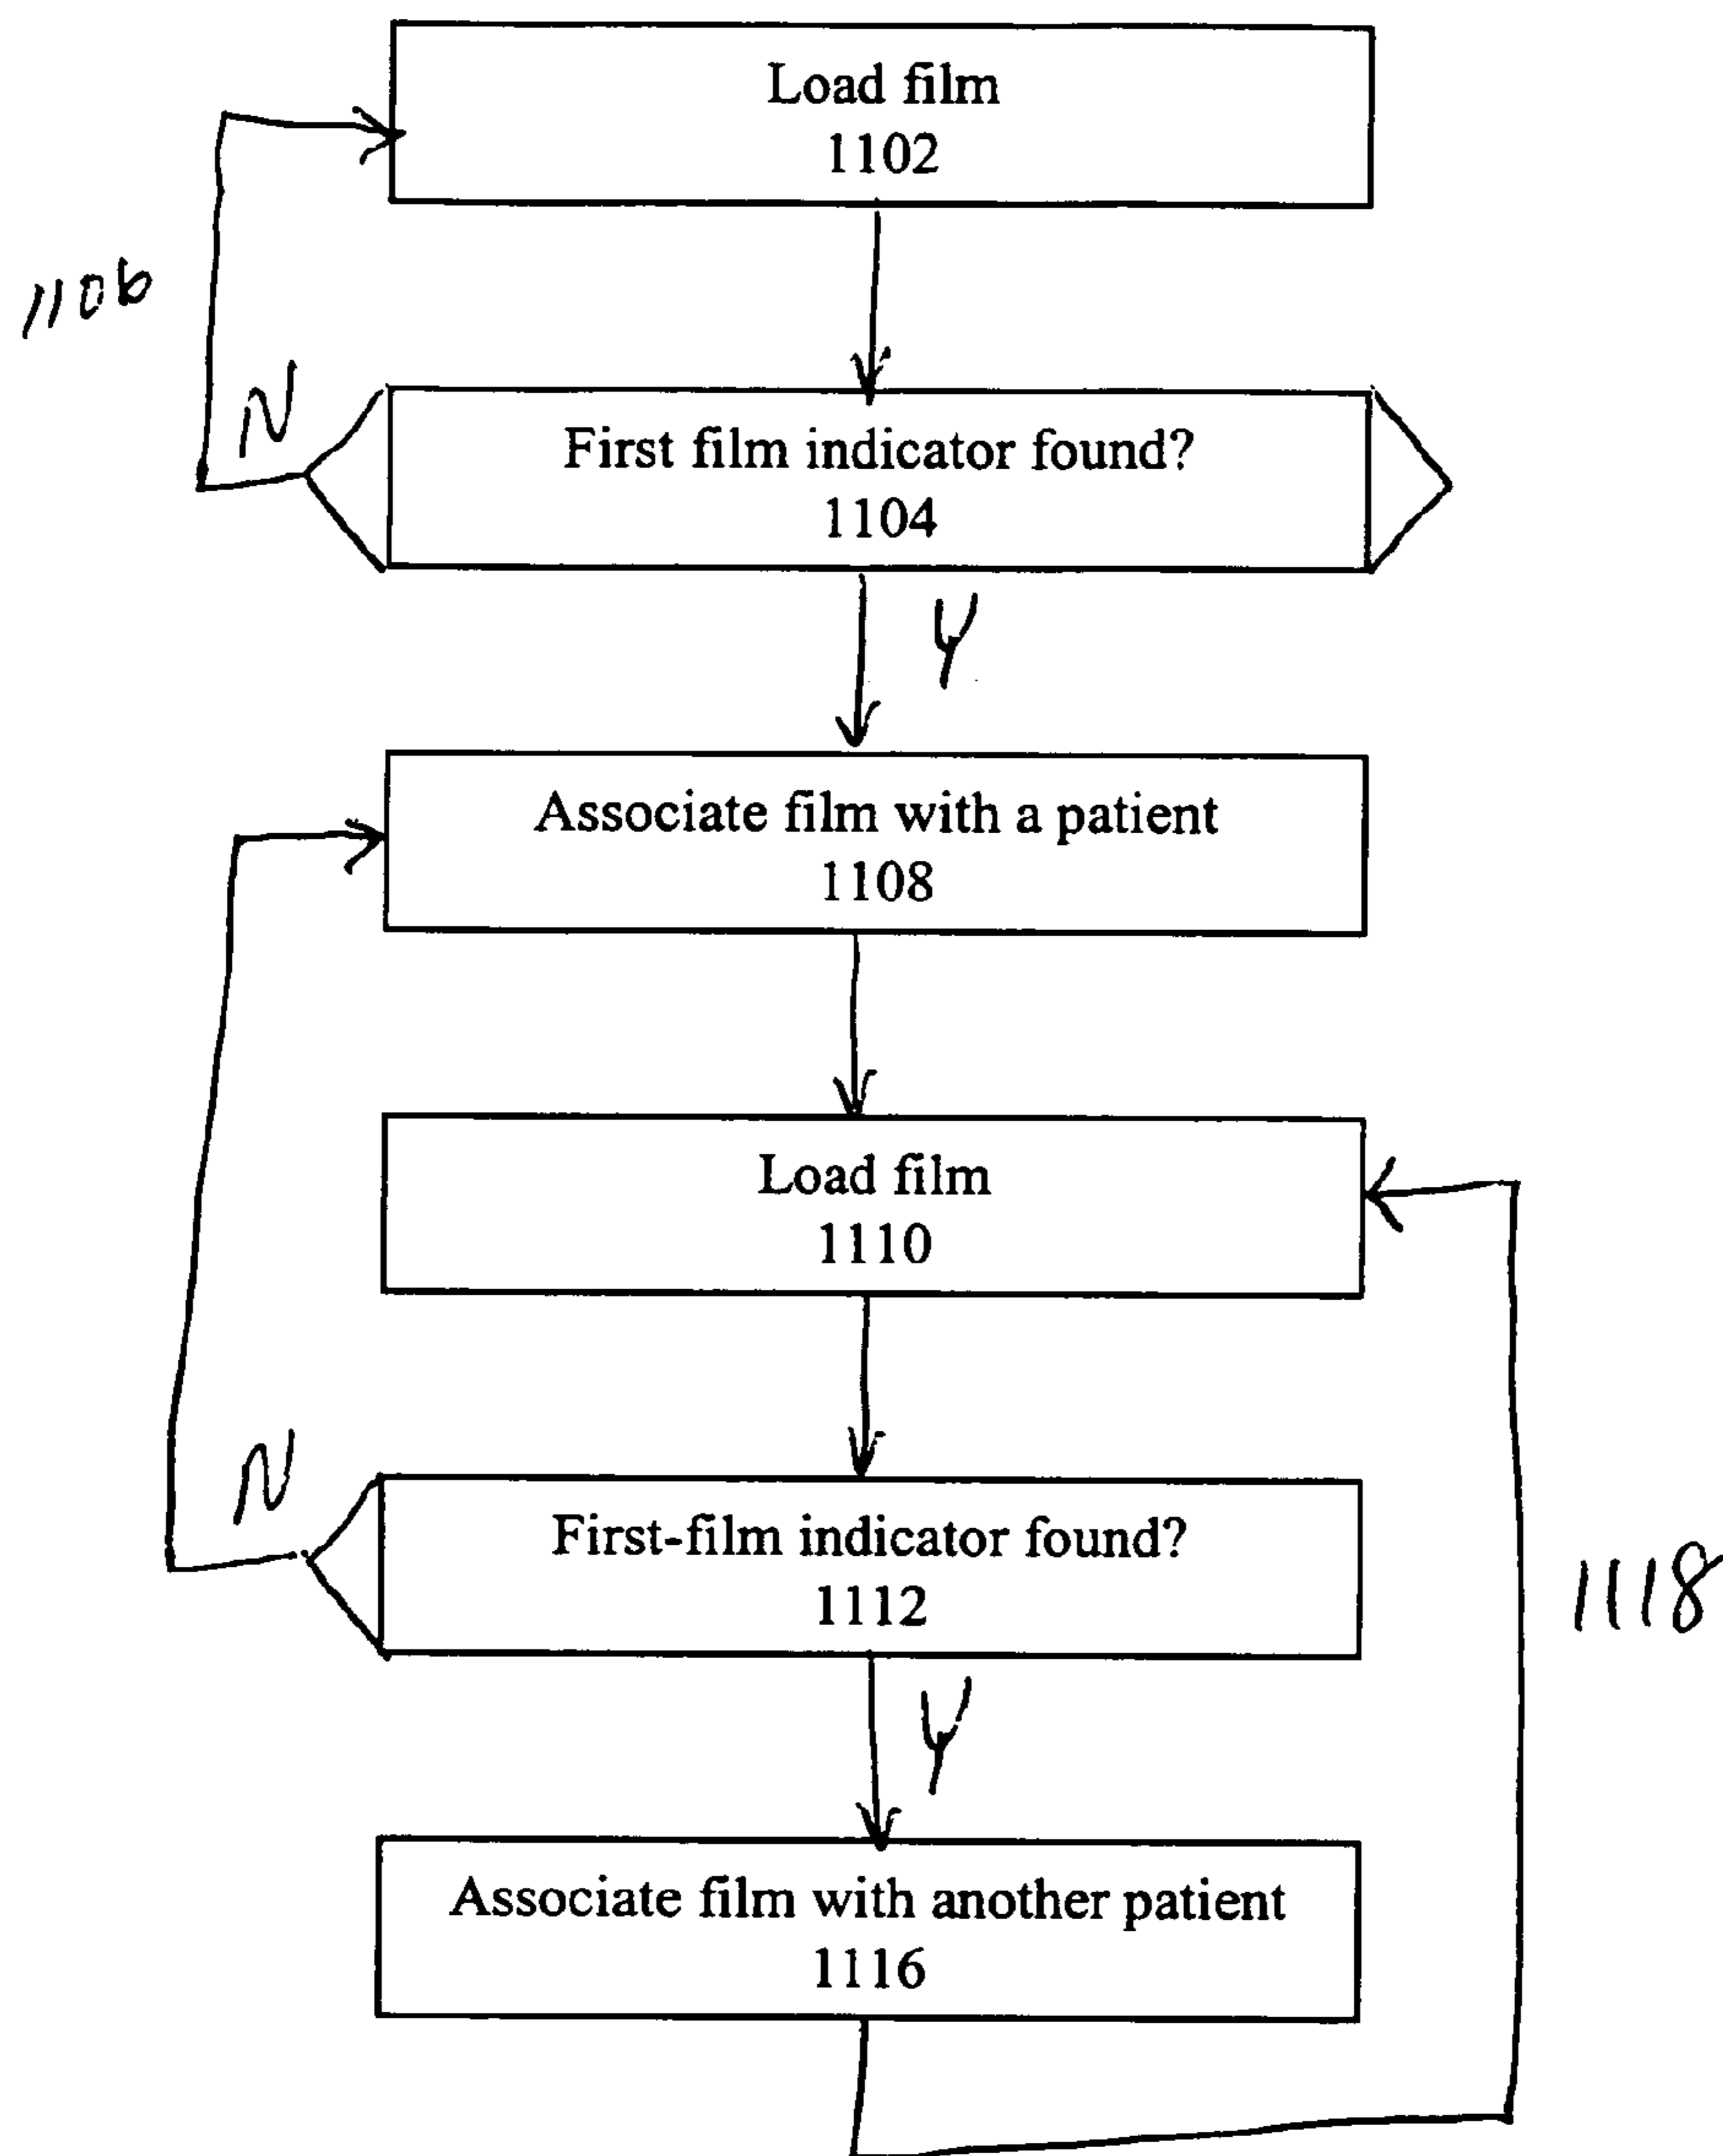 Load film
1102
1106
N
First film indicator found?
1104
Y
Associate film with a patient
1108
Load film
1110
N
First-film indicator found?
1112
1118
Y
Associate film with another patient
1116